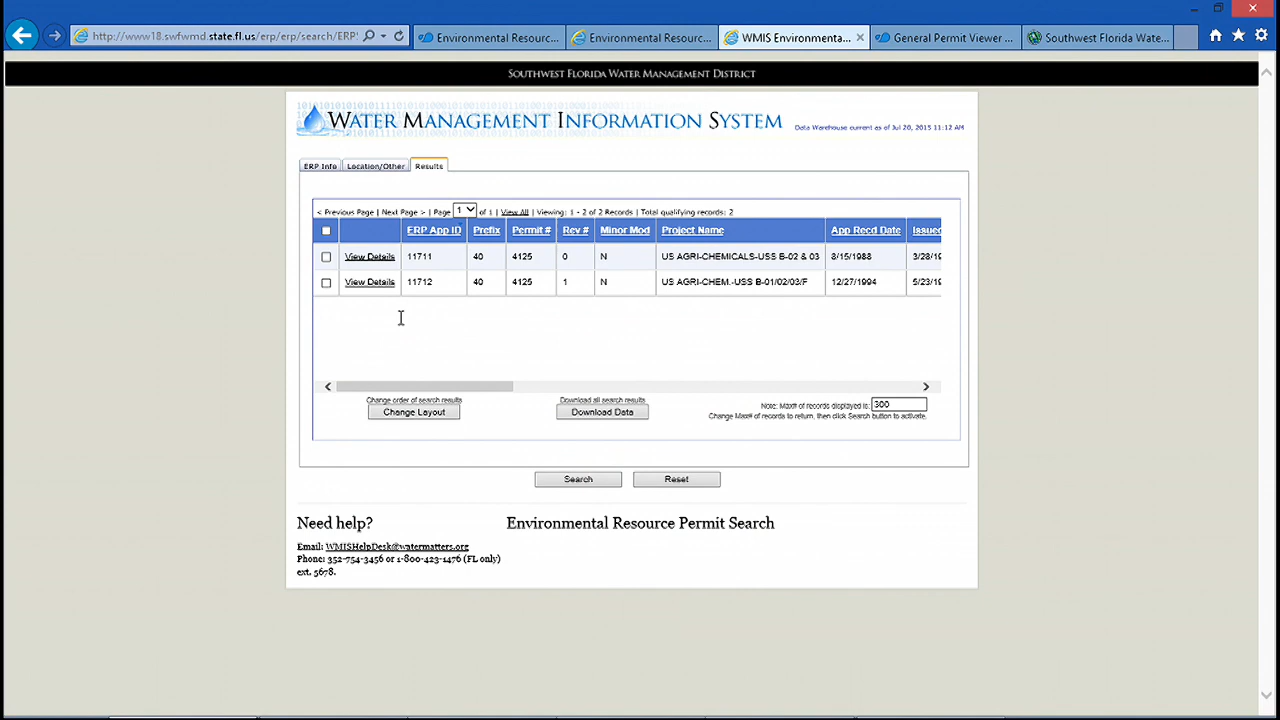 http://www18.swfwmd.state.fl.us/erp/erp/search/ERP
Environmental Resourc...
Environmental Resourc...
WMIS Environmenta...
General Permit Viewer ...
Southwest Florida Wate...
SOUTHWEST FLORIDA WATER MANAGEMENT DISTRICT
WATER MANAGEMENT INFORMATION SYSTEM
Data Warehouse current as of Jul 20, 2015 11:12 AM
ERP Info Location/Other Results
< Previous Page | Next Page > | Page 1 of 1 | View All | Viewing: 1 - 2 of 2 Records | Total qualifying records: 2
ERP App ID Prefix Permit # Rev # Minor Mod Project Name App Recd Date Issued
View Details 11711 40 4125 0 N US AGRI-CHEMICALS-USS B-02 & 03 8/15/1988 3/28/19
View Details 11712 40 4125 1 N US AGRI-CHEM.-USS B-01/02/03/F 12/27/1994 5/23/19
Change order of search results
Change Layout
Download all search results
Download Data
Note: Max# of records displayed is: 300
Change Max# of records to return, then click Search button to activate.
Search Reset
Need help?
Environmental Resource Permit Search
Email: WMISHelpDesk@watermatters.org
Phone: 352-754-3456 or 1-800-423-1476 (FL only)
ext. 5678.